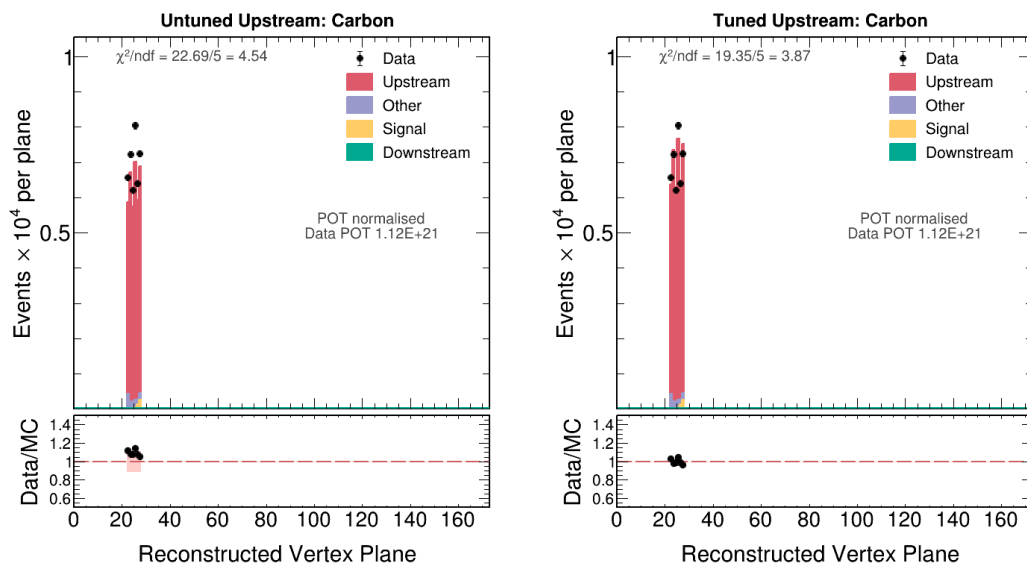 Untuned Upstream: Carbon
χ²/ndf = 22.69/5 = 4.54
Data
Upstream
Other
Signal
Downstream
POT normalised
Data POT 1.12E+21
Events × 10⁴ per plane
1
0.5
Data/MC
1.4
1.2
1
0.8
0.6
0 20 40 60 80 100 120 140 160
Reconstructed Vertex Plane
Tuned Upstream: Carbon
χ²/ndf = 19.35/5 = 3.87
Data
Upstream
Other
Signal
Downstream
POT normalised
Data POT 1.12E+21
Events × 10⁴ per plane
1
0.5
Data/MC
1.4
1.2
1
0.8
0.6
0 20 40 60 80 100 120 140 160
Reconstructed Vertex Plane